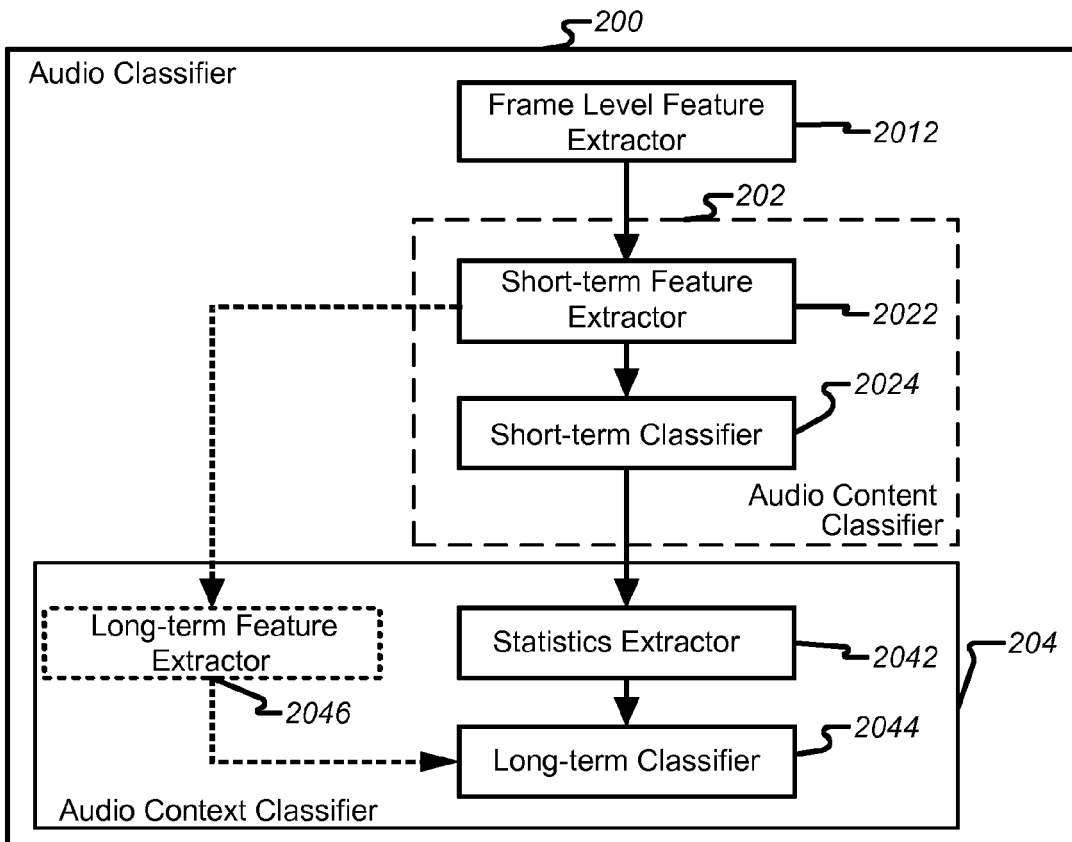 200
Audio Classifier
Frame Level Feature
Extractor
2012
202
Short-term Feature
Extractor
2022
2024
Short-term Classifier
Audio Content
Classifier
Long-term Feature
Extractor
2046
Statistics Extractor
2042
204
2044
Long-term Classifier
Audio Context Classifier